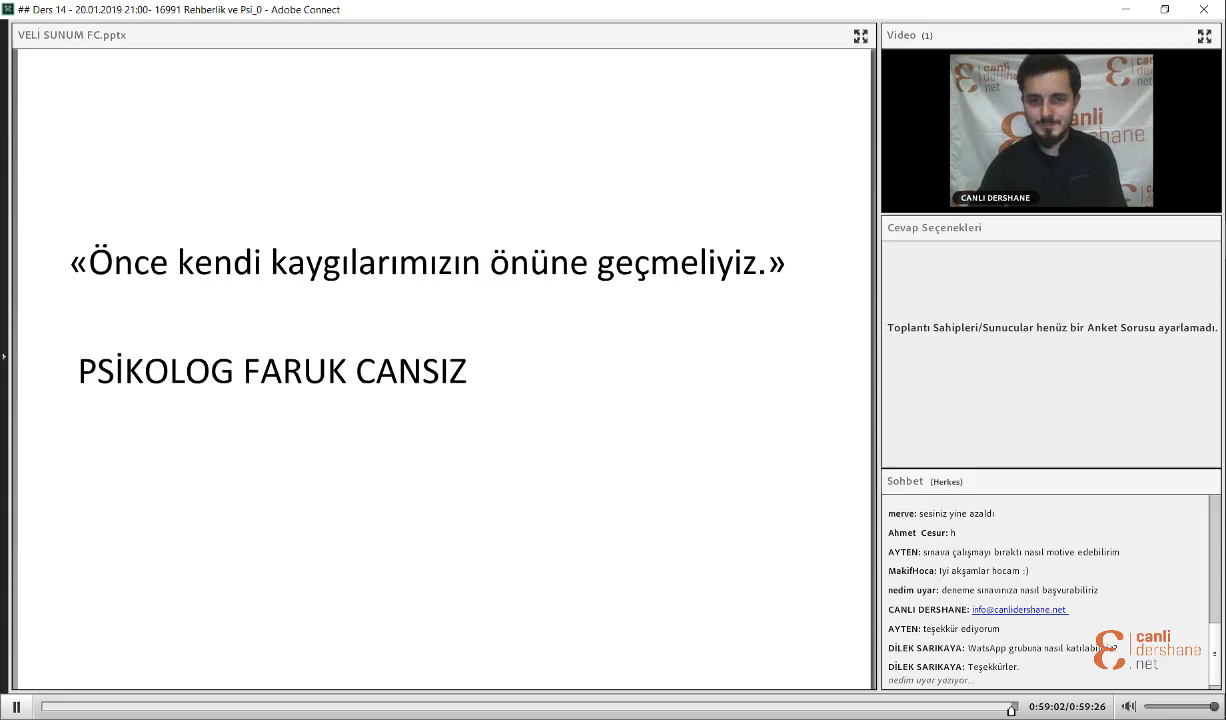 ## Ders 14 - 20.01.2019 21:00- 16991 Rehberlik ve Psi_0 - Adobe Connect
VELİ SUNUM FC.pptx
«Önce kendi kaygılarımızın önüne geçmeliyiz.»
PSİKOLOG FARUK CANSIZ
Video (1)
canli
dershane
.net
canli
dershane
CANLI DERSHANE
Cevap Seçenekleri
Toplantı Sahipleri/Sunucular henüz bir Anket Sorusu ayarlamadı.
Sohbet (Herkes)
merve: sesiniz yine azaldı
Ahmet Cesur: h
AYTEN: sınava çalışmayı bıraktı nasıl motive edebilirim
MakifHoca: Iyi akşamlar hocam :)
nedim uyar: deneme sınavınıza nasıl başvurabiliriz
CANLI DERSHANE: info@canlidershane.net
AYTEN: teşekkür ediyorum
DİLEK SARIKAYA: WatsApp grubuna nasıl katılabiliriz?
DİLEK SARIKAYA: Teşekkürler.
nedim uyar yazıyor...
canli
dershane
.net
0:59:02/0:59:26